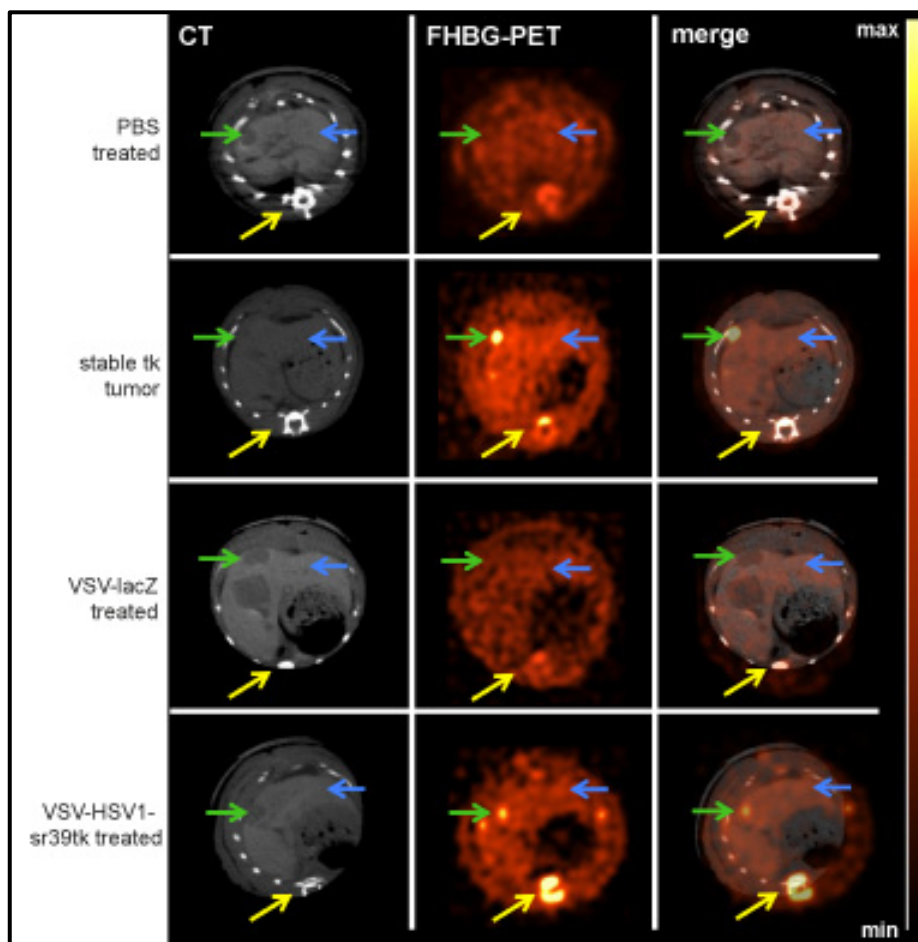 CT
FHBG-PET
merge
max
PBS
treated
stable tk
tumor
VSV-lacZ
treated
VSV-HSV1-
sr39tk treated
min